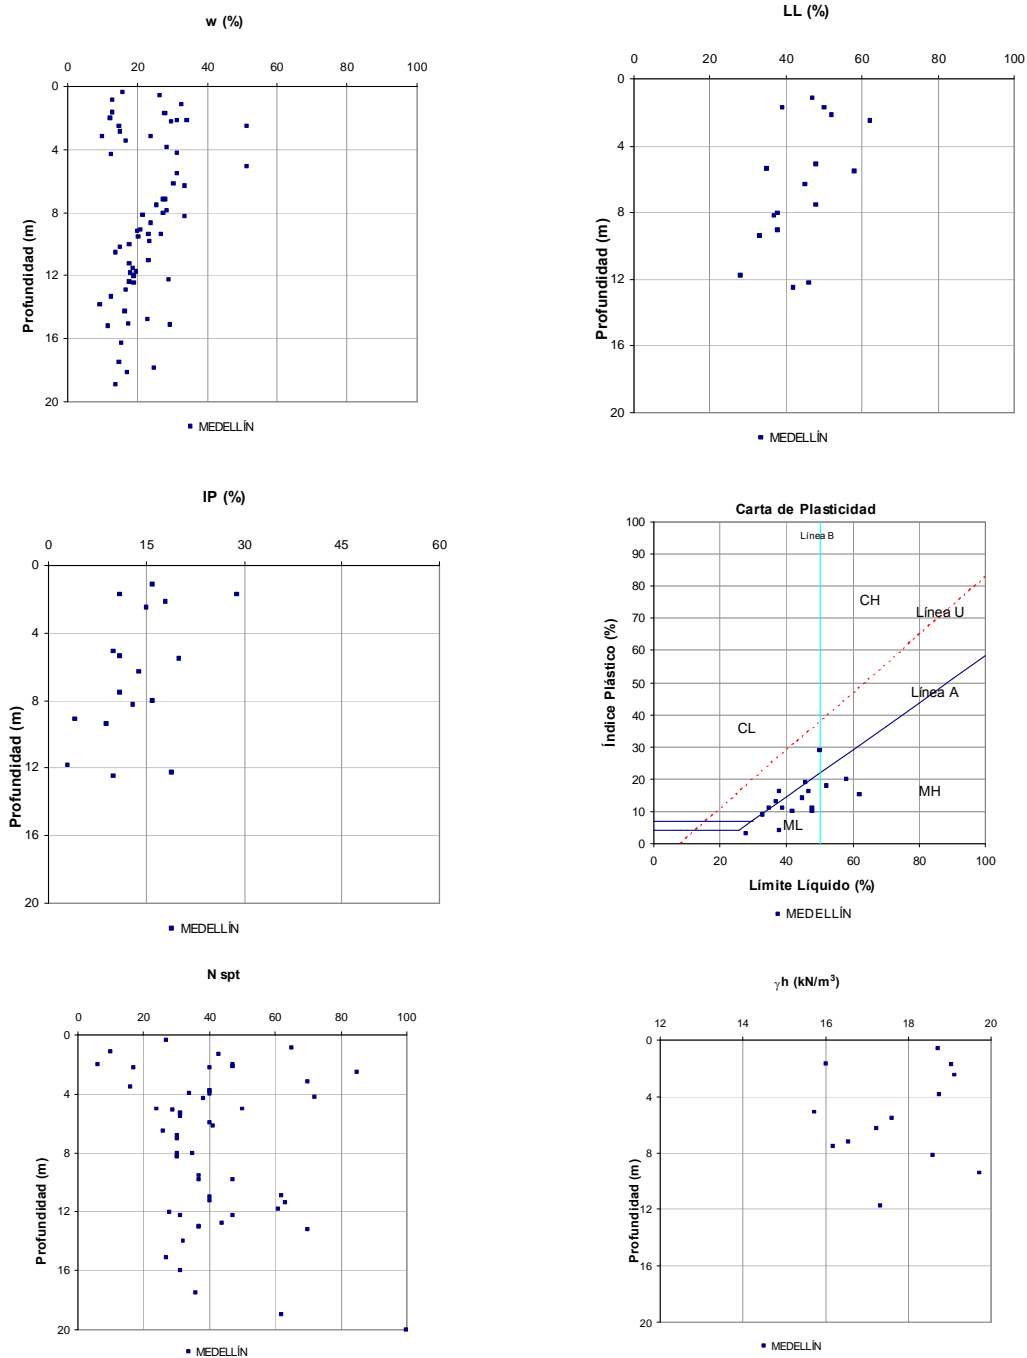 w (%)
0 20 40 60 80 100
0
4
8
12
16
20
Profundidad (m)
MEDELLÍN
LL (%)
0 20 40 60 80 100
0
4
8
12
16
20
Profundidad (m)
MEDELLÍN
IP (%)
0 15 30 45 60
0
4
8
12
16
20
Profundidad (m)
MEDELLÍN
Carta de Plasticidad
100
90
80
70
60
50
40
30
20
10
0
Índice Plástico (%)
Línea B
CH
Línea U
Línea A
CL
MH
ML
0 20 40 60 80 100
Límite Líquido (%)
MEDELLÍN
N spt
0 20 40 60 80 100
0
4
8
12
16
20
Profundidad (m)
MEDELLÍN
γh (kN/m³)
12 14 16 18 20
0
4
8
12
16
20
Profundidad (m)
MEDELLÍN